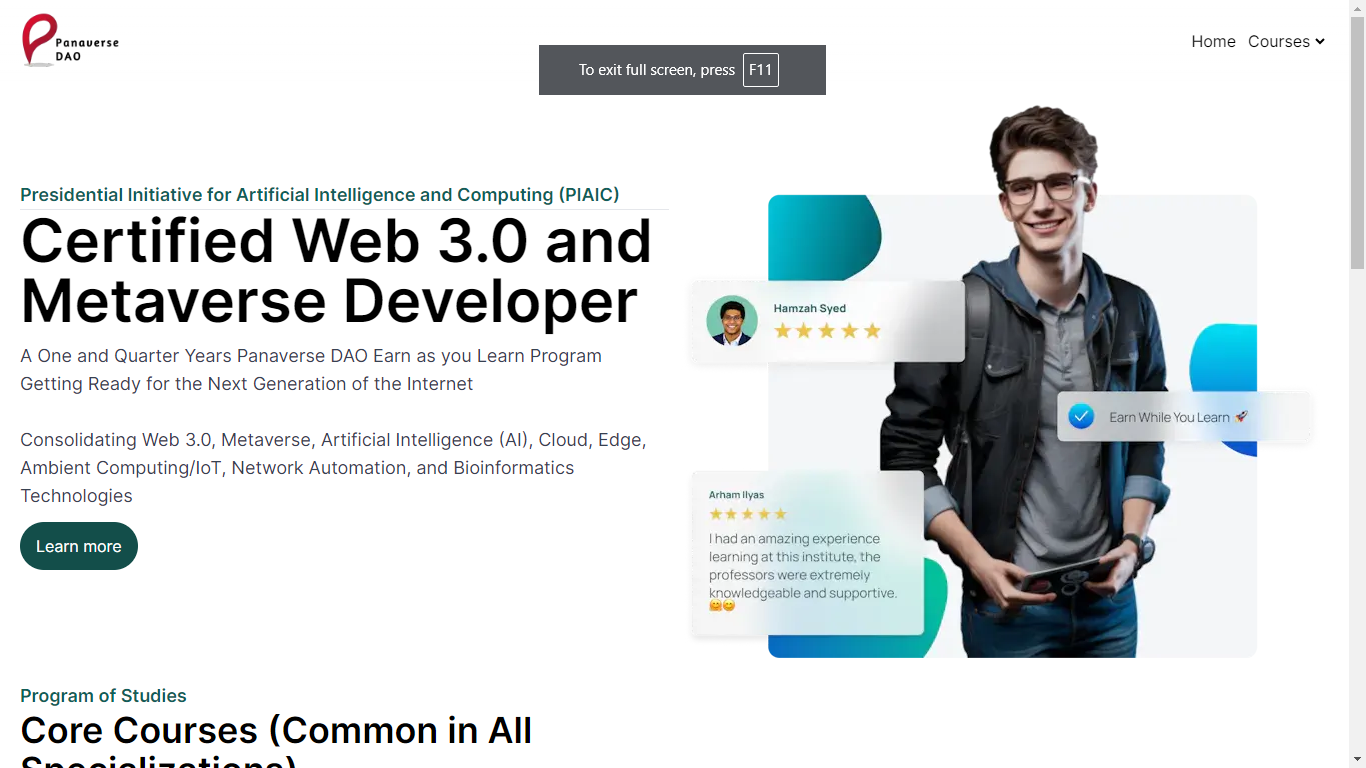 Panaverse
DAO
Home Courses
To exit full screen, press F11
Presidential Initiative for Artificial Intelligence and Computing (PIAIC)
Certified Web 3.0 and
Metaverse Developer
A One and Quarter Years Panaverse DAO Earn as you Learn Program
Getting Ready for the Next Generation of the Internet
Consolidating Web 3.0, Metaverse, Artificial Intelligence (AI), Cloud, Edge,
Ambient Computing/IoT, Network Automation, and Bioinformatics
Technologies
Learn more
Hamzah Syed
Earn While You Learn 🚀
Arham Ilyas
I had an amazing experience
learning at this institute, the
professors were extremely
knowledgeable and supportive.
🤗😊
Program of Studies
Core Courses (Common in All
Specializations)